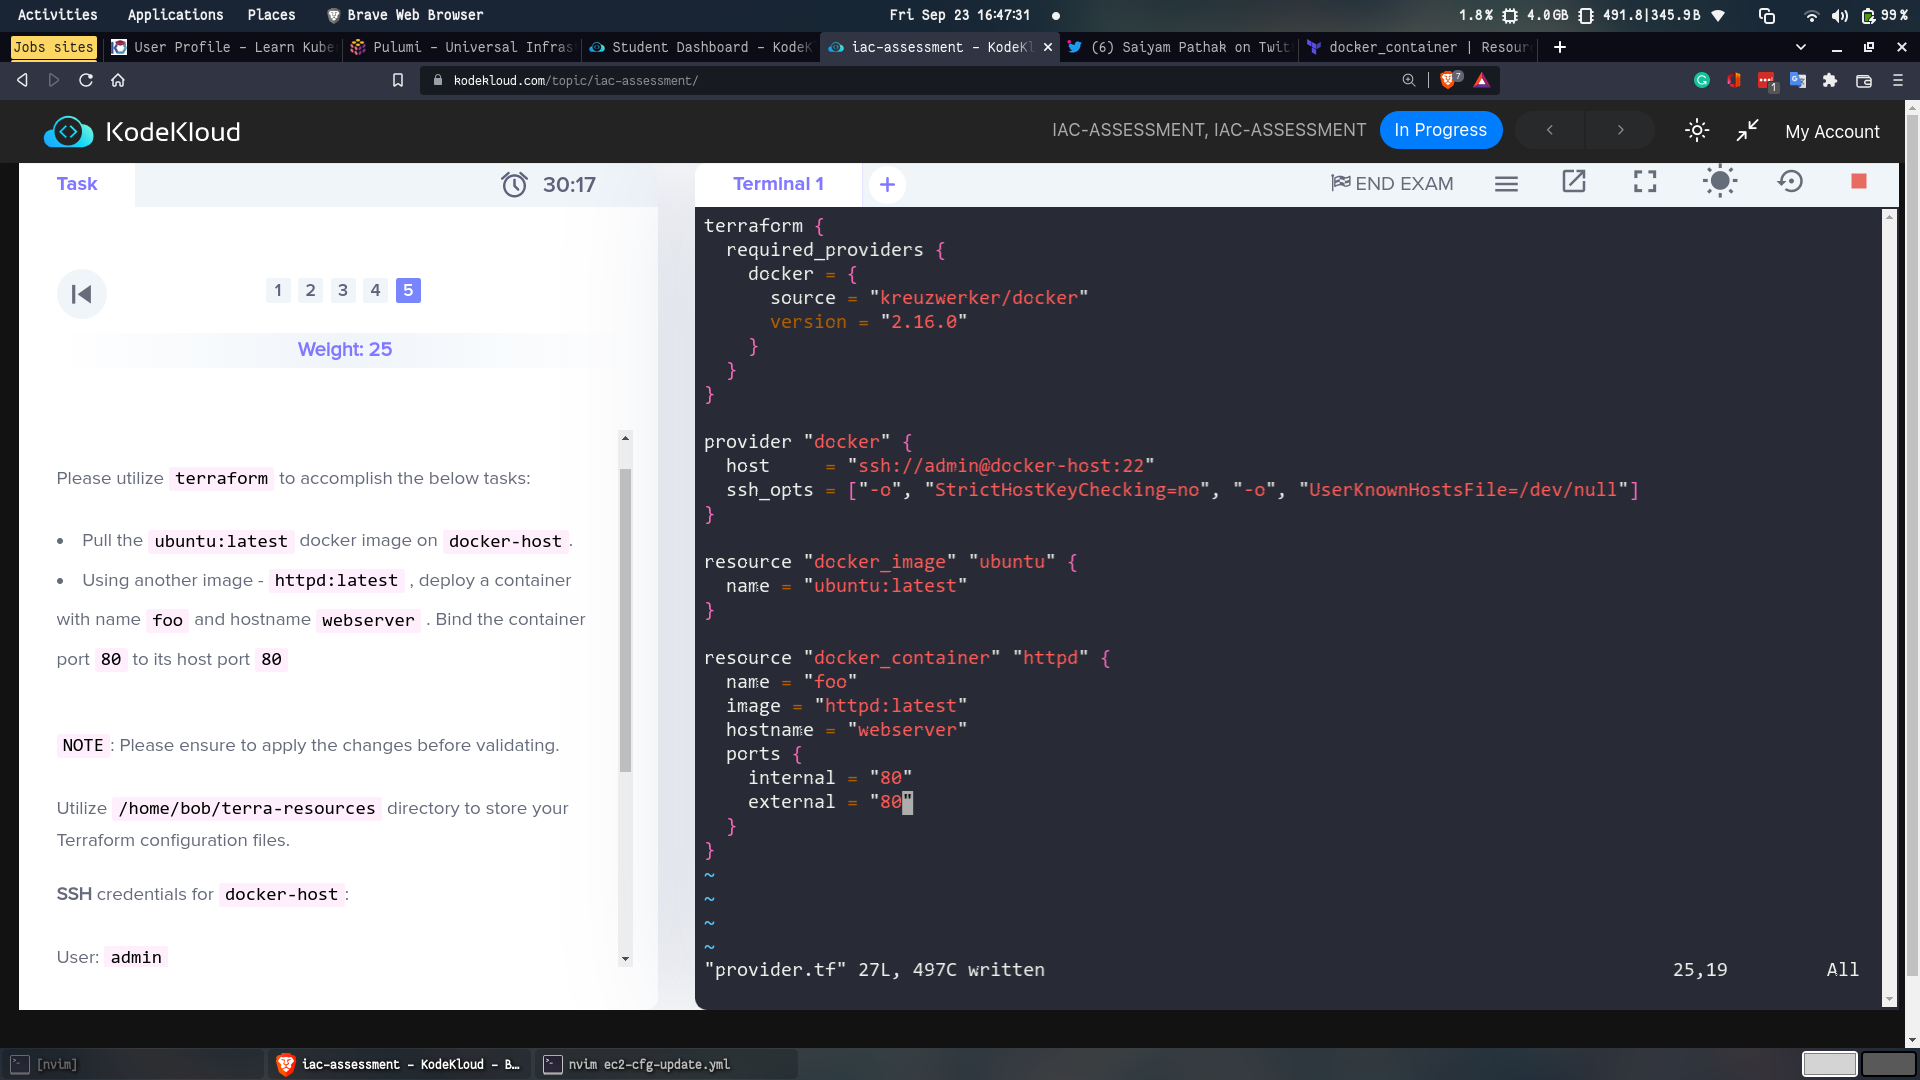 Activities Applications Places Brave Web Browser Fri Sep 23 16:47:31 1.8% 4.0GB 491.8|345.9B 99%
Jobs sites User Profile - Learn Kube Pulumi - Universal Infras Student Dashboard - KodeK iac-assessment - KodeKl (6) Saiyam Pathak on Twit docker_container | Resour
kodekloud.com/topic/iac-assessment/ 7 1
KodeKloud IAC-ASSESSMENT, IAC-ASSESSMENT In Progress My Account
Task 30:17
1 2 3 4 5
Weight: 25
Please utilize terraform to accomplish the below tasks:
• Pull the ubuntu:latest docker image on docker-host .
• Using another image - httpd:latest , deploy a container
with name foo and hostname webserver . Bind the container
port 80 to its host port 80
NOTE : Please ensure to apply the changes before validating.
Utilize /home/bob/terra-resources directory to store your
Terraform configuration files.
SSH credentials for docker-host :
User: admin
Terminal 1 + END EXAM
terraform {
  required_providers {
    docker = {
      source = "kreuzwerker/docker"
      version = "2.16.0"
    }
  }
}
provider "docker" {
  host     = "ssh://admin@docker-host:22"
  ssh_opts = ["-o", "StrictHostKeyChecking=no", "-o", "UserKnownHostsFile=/dev/null"]
}
resource "docker_image" "ubuntu" {
  name = "ubuntu:latest"
}
resource "docker_container" "httpd" {
  name = "foo"
  image = "httpd:latest"
  hostname = "webserver"
  ports {
    internal = "80"
    external = "80"
  }
}
~
~
~
~
"provider.tf" 27L, 497C written 25,19 All
[nvim] iac-assessment - KodeKloud - B... nvim ec2-cfg-update.yml